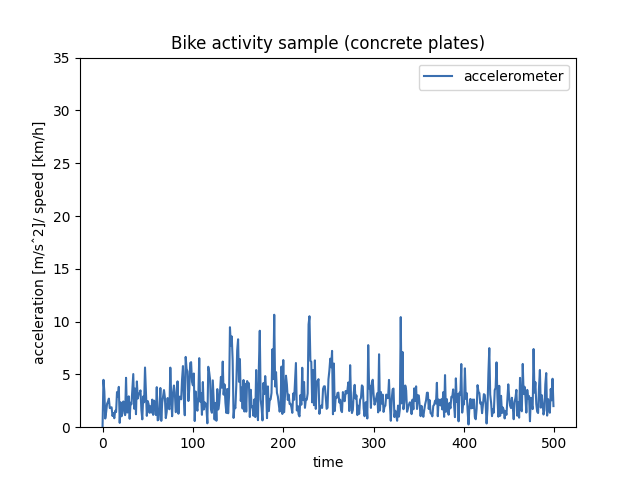 Bike activity sample (concrete plates)
accelerometer
acceleration [m/sˆ2]/ speed [km/h]
35
30
25
20
15
10
5
0
0 100 200 300 400 500
time